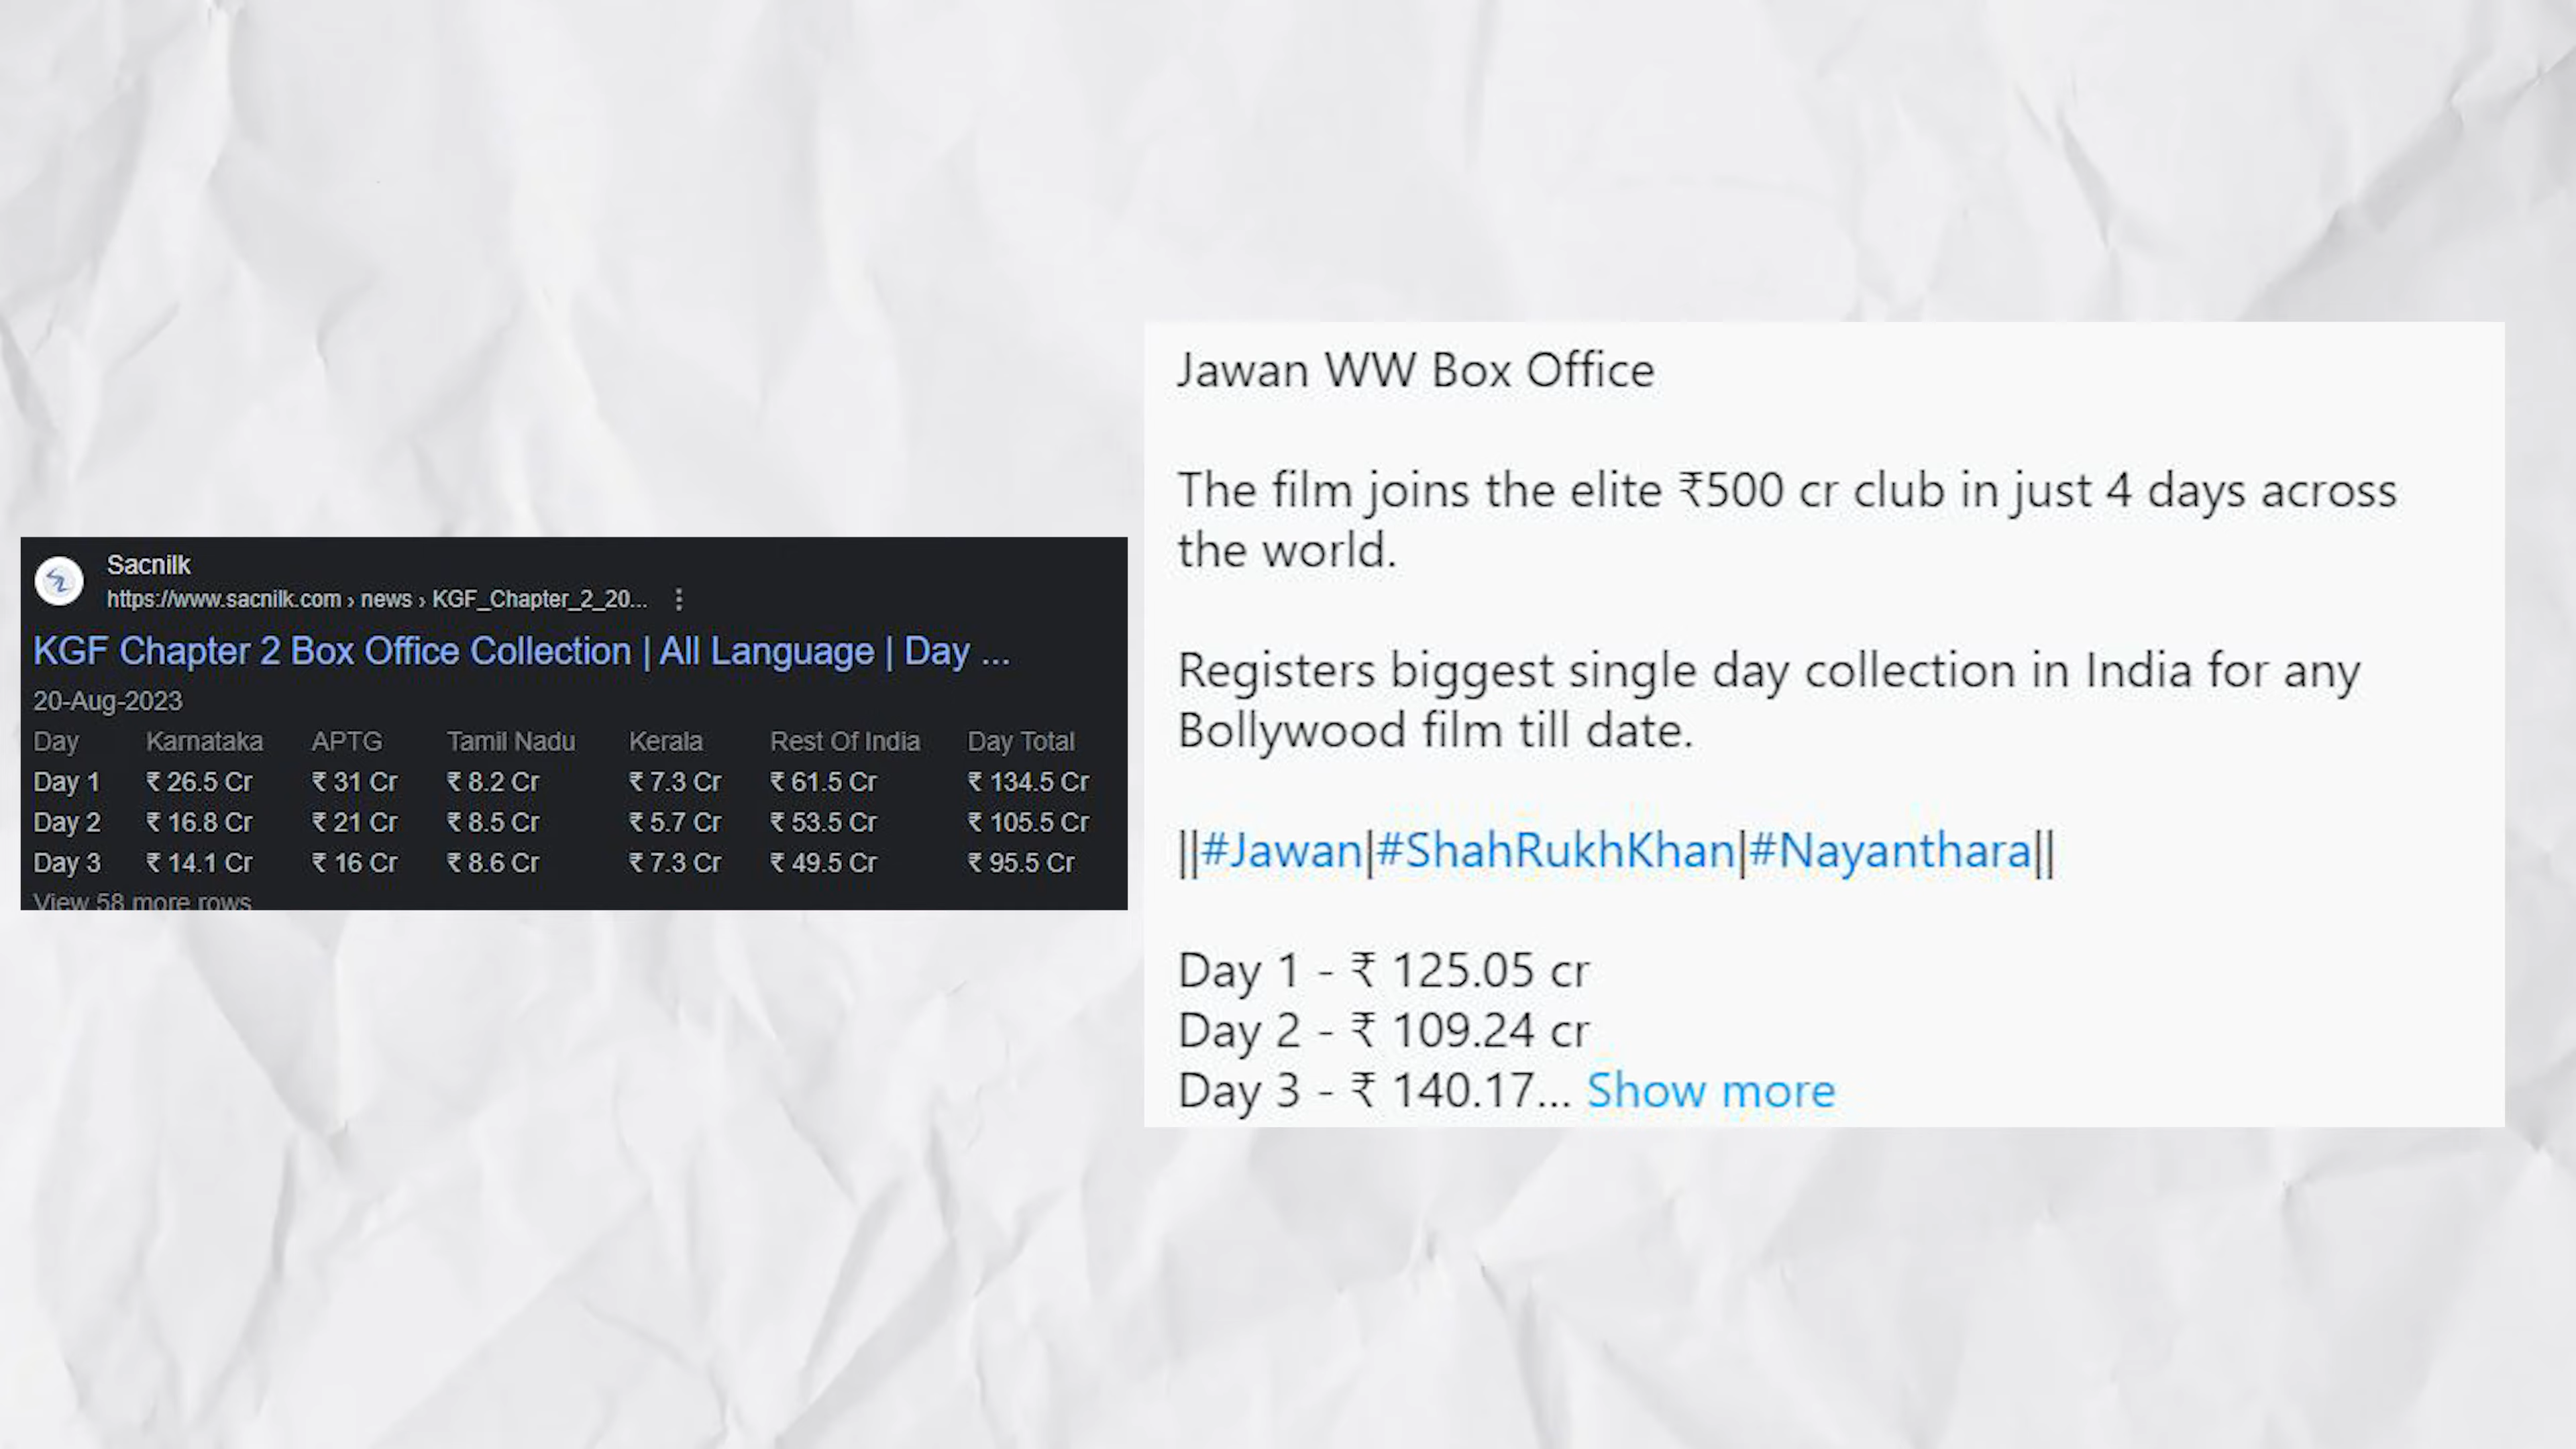 Sacnilk
https://www.sacnilk.com › news › KGF_Chapter_2_20...
KGF Chapter 2 Box Office Collection | All Language | Day ...
20-Aug-2023
Day Karnataka APTG Tamil Nadu Kerala Rest Of India Day Total
Day 1 ₹ 26.5 Cr ₹ 31 Cr ₹ 8.2 Cr ₹ 7.3 Cr ₹ 61.5 Cr ₹ 134.5 Cr
Day 2 ₹ 16.8 Cr ₹ 21 Cr ₹ 8.5 Cr ₹ 5.7 Cr ₹ 53.5 Cr ₹ 105.5 Cr
Day 3 ₹ 14.1 Cr ₹ 16 Cr ₹ 8.6 Cr ₹ 7.3 Cr ₹ 49.5 Cr ₹ 95.5 Cr
View 58 more rows
Jawan WW Box Office
The film joins the elite ₹500 cr club in just 4 days across
the world.
Registers biggest single day collection in India for any
Bollywood film till date.
||#Jawan|#ShahRukhKhan|#Nayanthara||
Day 1 - ₹ 125.05 cr
Day 2 - ₹ 109.24 cr
Day 3 - ₹ 140.17... Show more